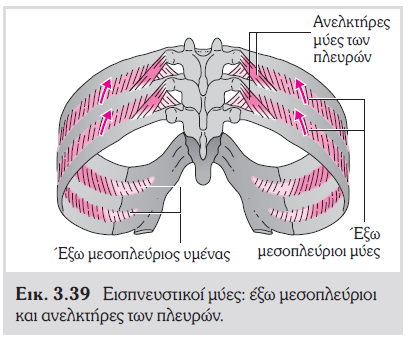 Ανελκτήρες
μύες των
πλευρών
Έξω μεσοπλεύριος υμένας
Έξω
μεσοπλεύριοι μύες
Εικ. 3.39 Εισπνευστικοί μύες: έξω μεσοπλεύριοι
και ανελκτήρες των πλευρών.